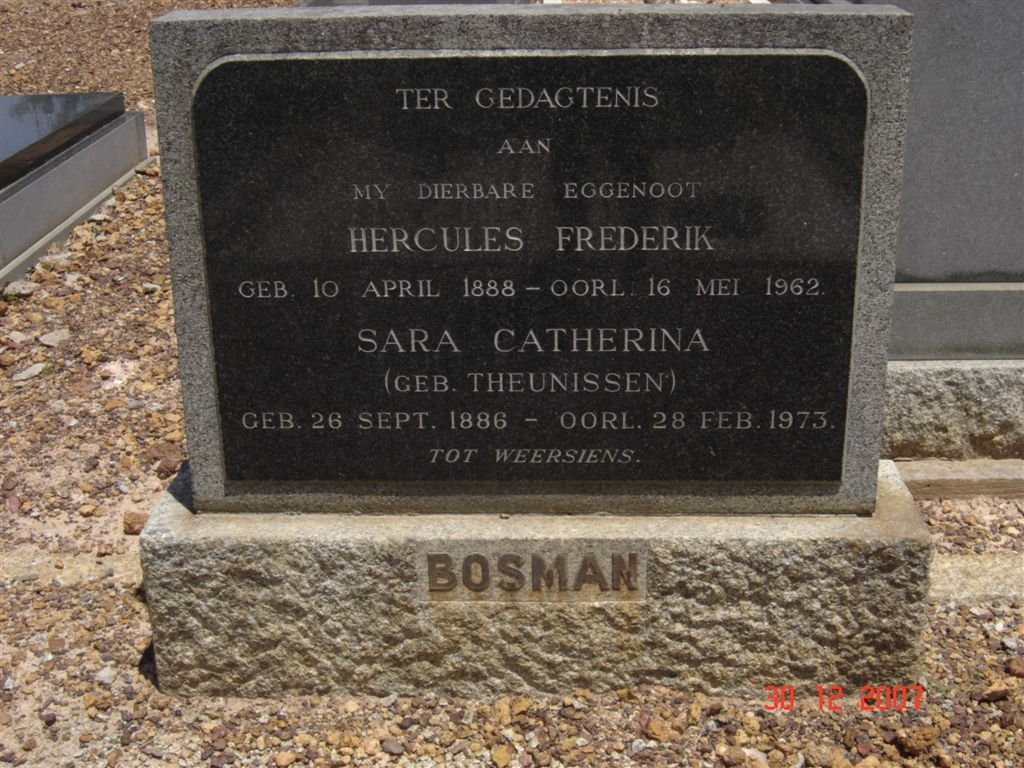 TER GEDAGTENIS
AAN
MY DIERBARE EGGENOOT
HERCULES FREDERIK
GEB. 10 APRIL 1888 – OORL. 16 MEI 1962.
SARA CATHERINA
(GEB. THEUNISSEN)
GEB. 26 SEPT. 1886 – OORL. 28 FEB. 1973.
TOT WEERSIENS.
BOSMAN
30 12 2007